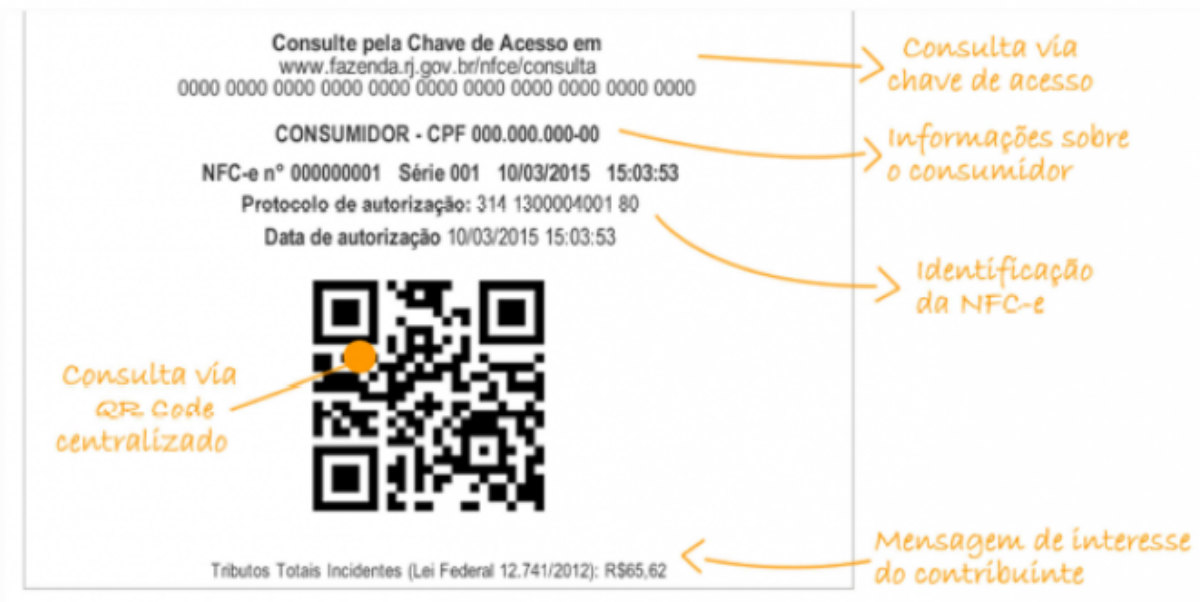 Consulte pela Chave de Acesso em
www.fazenda.rj.gov.br/nfce/consulta
0000 0000 0000 0000 0000 0000 0000 0000 0000 0000 0000
Consulta via
chave de acesso
CONSUMIDOR - CPF 000.000.000-00
Informações sobre
o consumidor
NFC-e n° 000000001 Série 001 10/03/2015 15:03:53
Protocolo de autorização: 314 1300004001 80
Data de autorização 10/03/2015 15:03:53
Identificação
da NFC-e
Consulta via
QR Code
centralizado
Tributos Totais Incidentes (Lei Federal 12.741/2012): R$65,62
Mensagem de interesse
do contribuinte